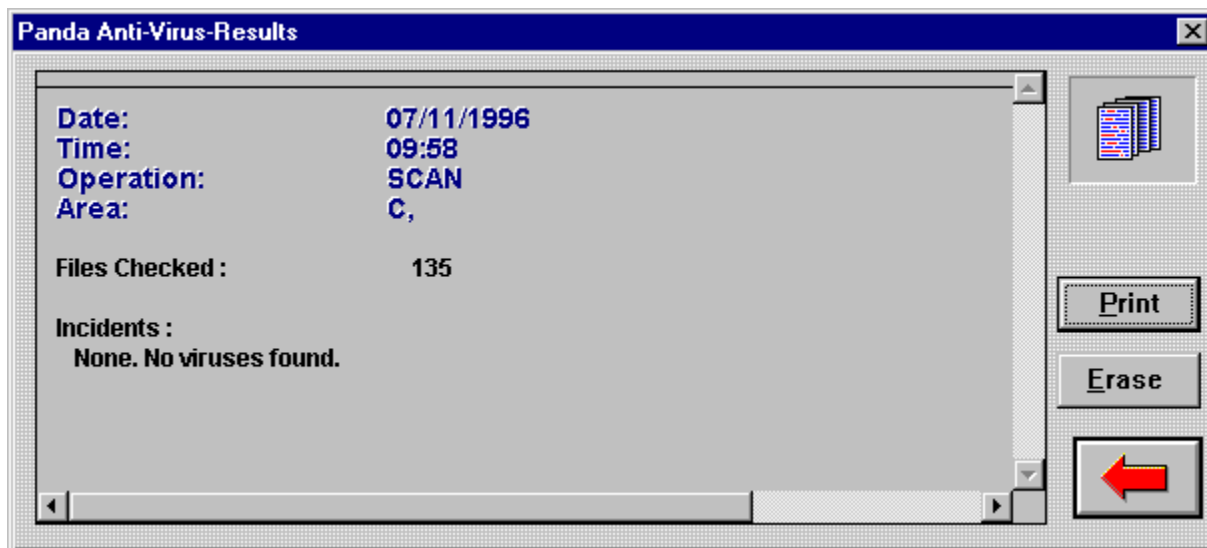 Panda Anti-Virus-Results
Date: 07/11/1996
Time: 09:58
Operation: SCAN
Area: C,
Files Checked : 135
Incidents :
None. No viruses found.
Print
Erase